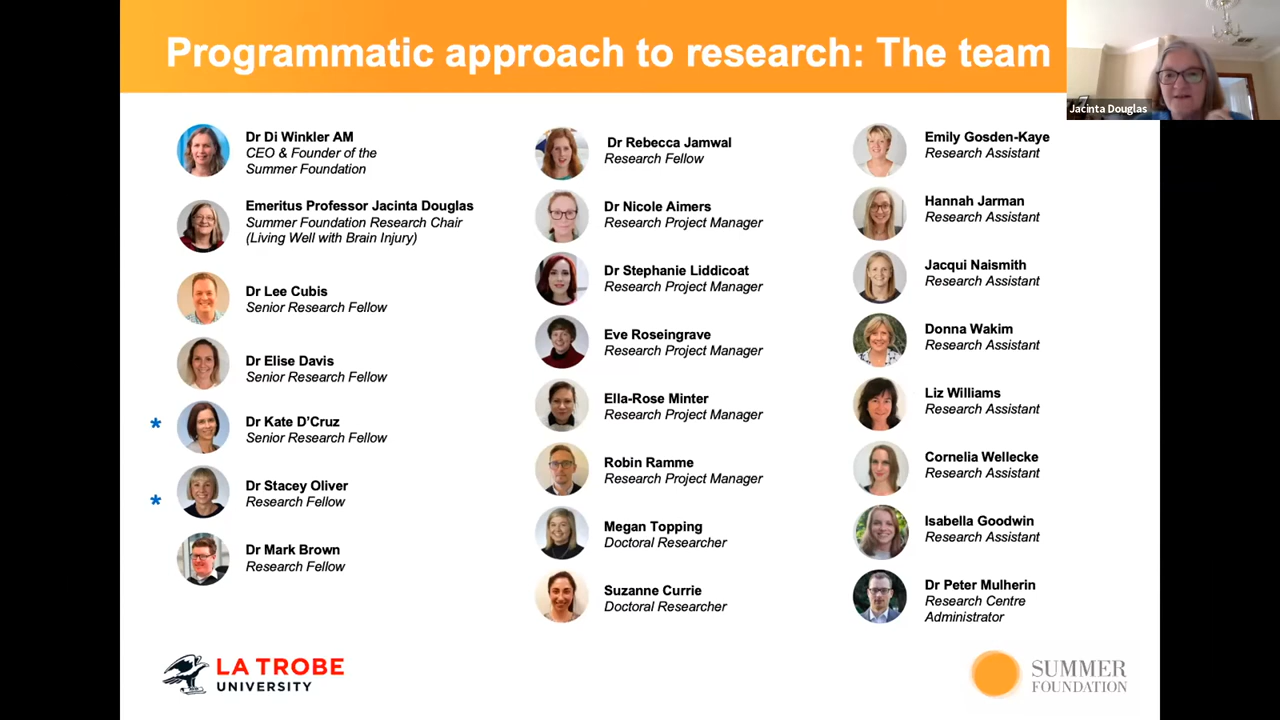 Programmatic approach to research: The team
Jacinta Douglas
Dr Di Winkler AM
CEO & Founder of the
Summer Foundation
Emeritus Professor Jacinta Douglas
Summer Foundation Research Chair
(Living Well with Brain Injury)
Dr Lee Cubis
Senior Research Fellow
Dr Elise Davis
Senior Research Fellow
* Dr Kate D'Cruz
Senior Research Fellow
* Dr Stacey Oliver
Research Fellow
Dr Mark Brown
Research Fellow
Dr Rebecca Jamwal
Research Fellow
Dr Nicole Aimers
Research Project Manager
Dr Stephanie Liddicoat
Research Project Manager
Eve Roseingrave
Research Project Manager
Ella-Rose Minter
Research Project Manager
Robin Ramme
Research Project Manager
Megan Topping
Doctoral Researcher
Suzanne Currie
Doctoral Researcher
Emily Gosden-Kaye
Research Assistant
Hannah Jarman
Research Assistant
Jacqui Naismith
Research Assistant
Donna Wakim
Research Assistant
Liz Williams
Research Assistant
Cornelia Wellecke
Research Assistant
Isabella Goodwin
Research Assistant
Dr Peter Mulherin
Research Centre
Administrator
LA TROBE
UNIVERSITY
SUMMER
FOUNDATION